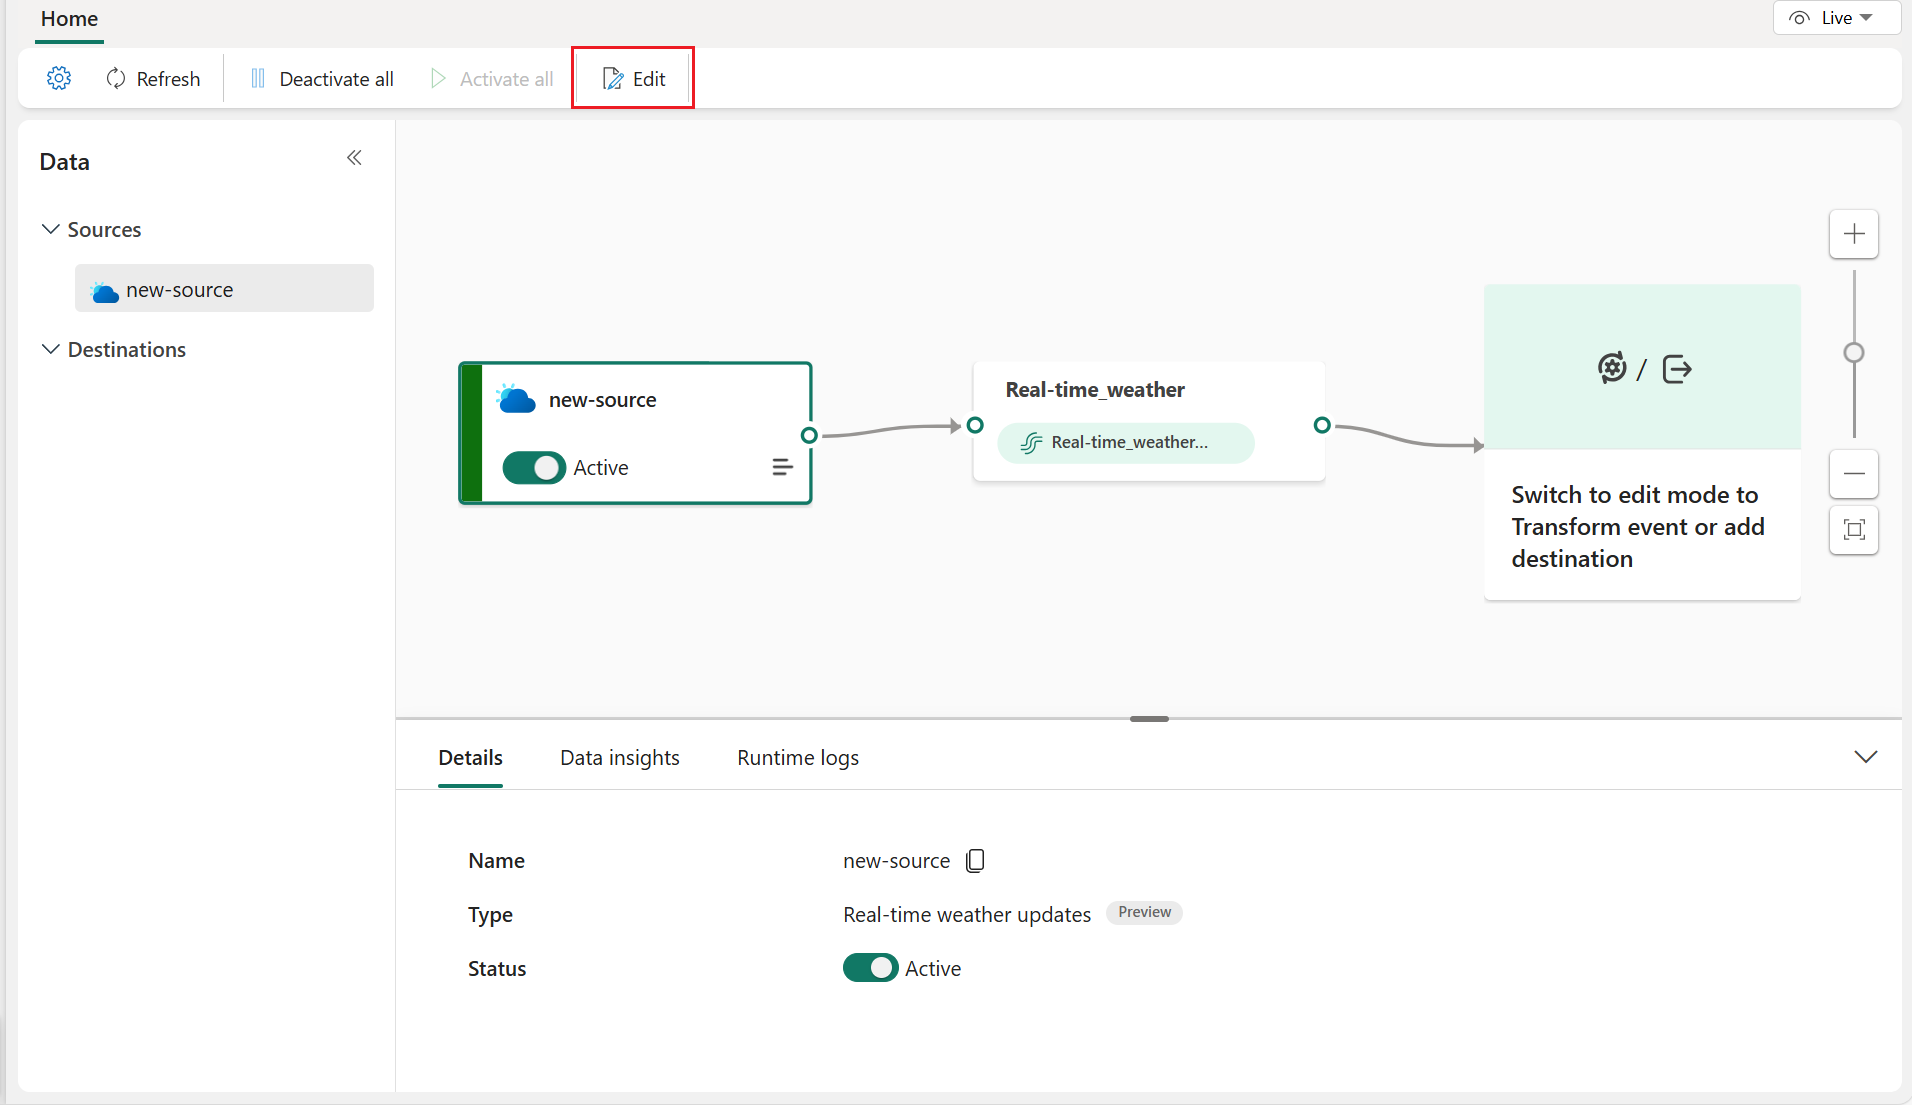 Home
Live
Refresh
Deactivate all
Activate all
Edit
Data
Sources
new-source
Destinations
new-source
Active
Real-time_weather
Real-time_weather...
/
Switch to edit mode to
Transform event or add
destination
Details
Data insights
Runtime logs
Name
new-source
Type
Real-time weather updates
Preview
Status
Active